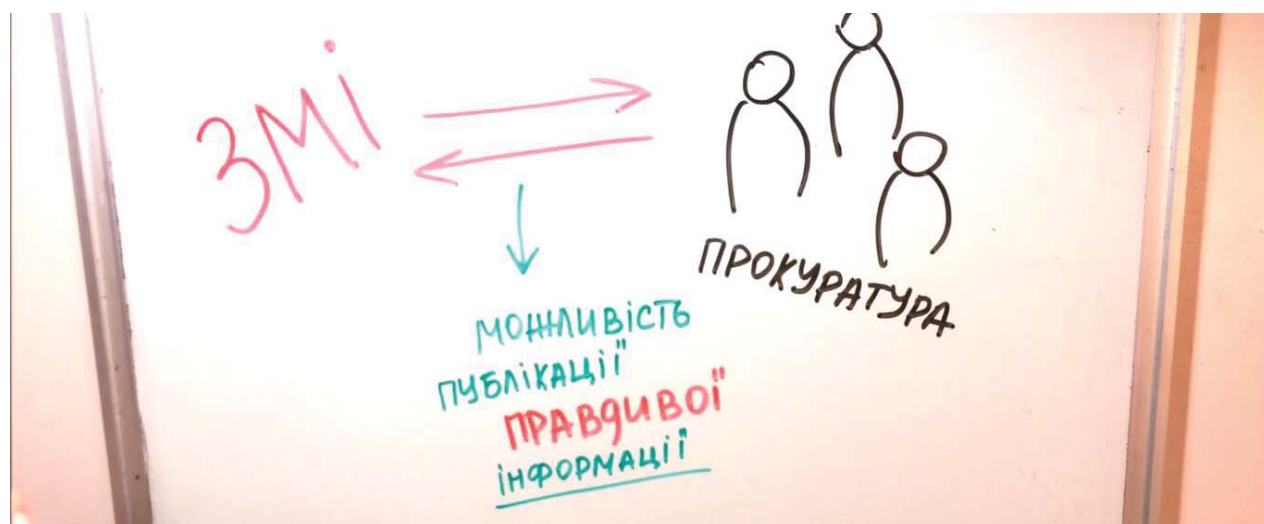 ЗМІ
ПРОКУРАТУРА
МОЖЛИВІСТЬ
ПУБЛІКАЦІЇ
ПРАВДИВОЇ
ІНФОРМАЦІЇ